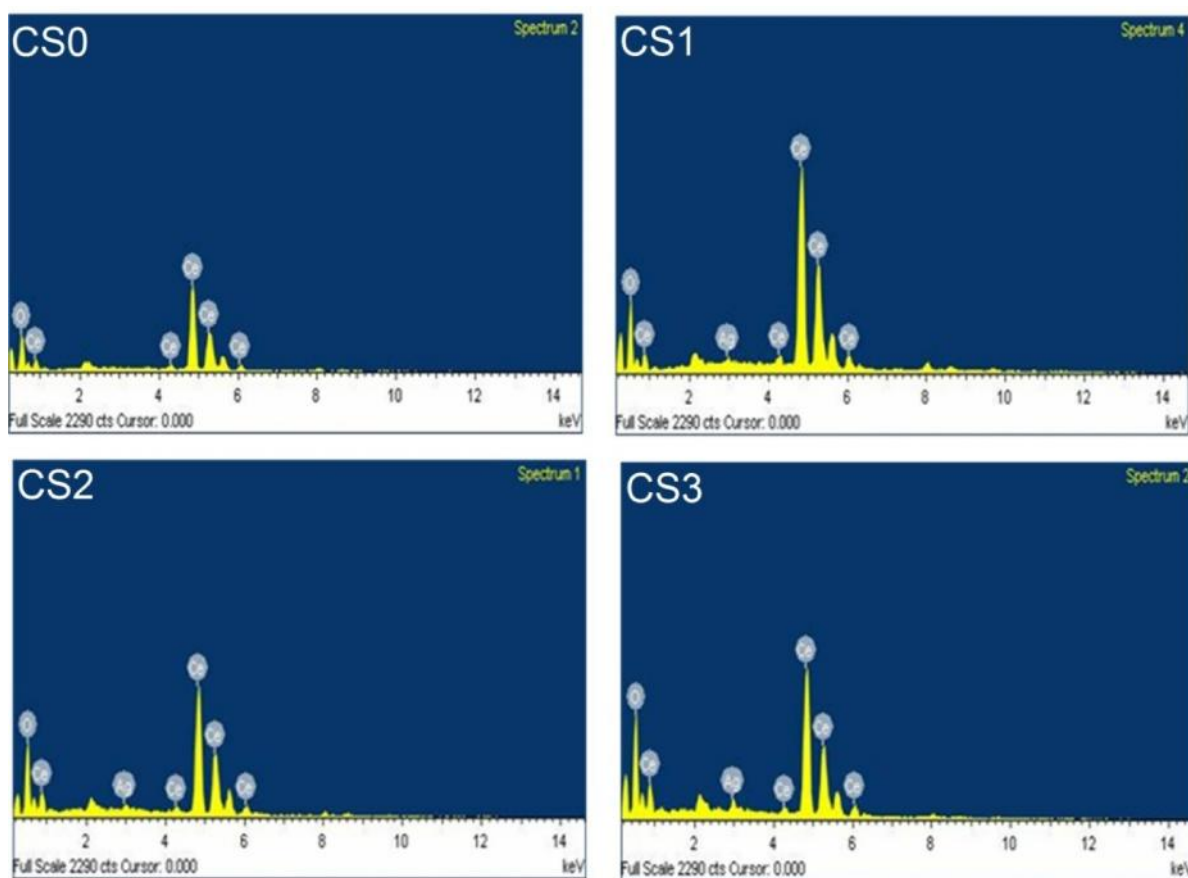 CS0
Spectrum 2
Ce
O
Ce
Ce
Ce
Ce
4 6 8 10 12 14
Full Scale 2290 cts Cursor: 0.000 keV
CS1
Spectrum 4
Ce
Ce
O
Ce
Ag
Ce
Ce
2 4 6 8 10 12 14
Full Scale 2290 cts Cursor: 0.000 keV
CS2
Spectrum 1
Ce
O
Ce
Ce
Ag
Ce
Ce
2 4 6 8 10 12 14
Full Scale 2290 cts Cursor: 0.000 keV
CS3
Spectrum 2
Ce
O
Ce
Ce
Ag
Ce
Ce
2 4 6 8 10 12 14
Full Scale 2290 cts Cursor: 0.000 keV